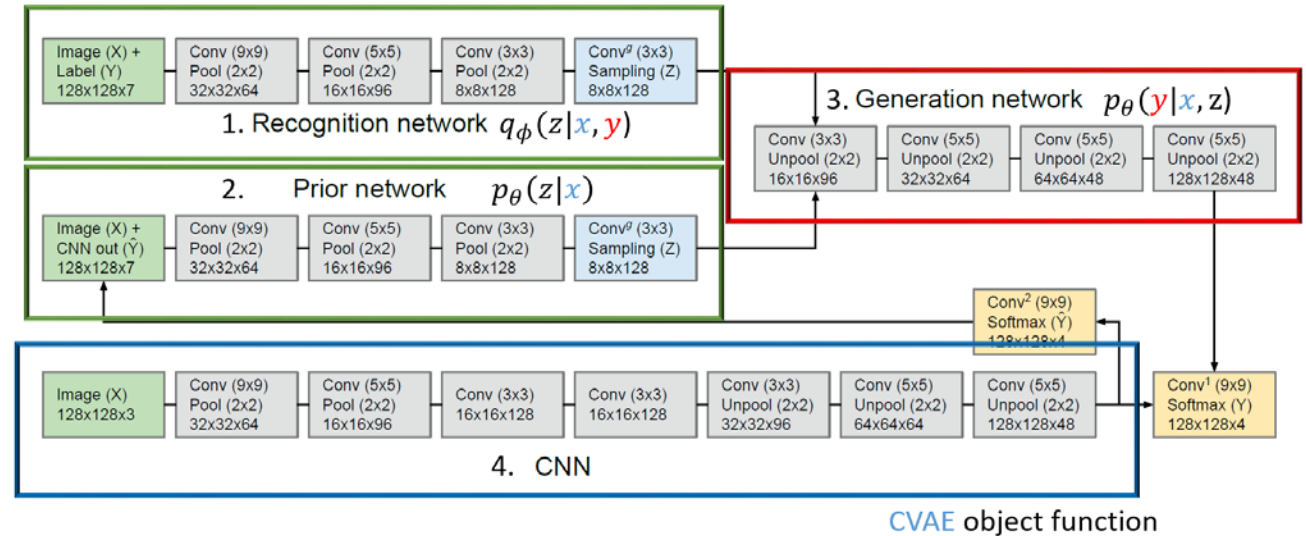 Image (X) +
Label (Y)
128x128x7
Conv (9x9)
Pool (2x2)
32x32x64
Conv (5x5)
Pool (2x2)
16x16x96
Conv (3x3)
Pool (2x2)
8x8x128
Convᵍ (3x3)
Sampling (Z)
8x8x128
1. Recognition network q_ϕ(z|x, y)
2. Prior network p_θ(z|x)
Image (X) +
CNN out (Ŷ)
128x128x7
Conv (9x9)
Pool (2x2)
32x32x64
Conv (5x5)
Pool (2x2)
16x16x96
Conv (3x3)
Pool (2x2)
8x8x128
Convᵍ (3x3)
Sampling (Z)
8x8x128
3. Generation network p_θ(y|x, z)
Conv (3x3)
Unpool (2x2)
16x16x96
Conv (5x5)
Unpool (2x2)
32x32x64
Conv (5x5)
Unpool (2x2)
64x64x48
Conv (5x5)
Unpool (2x2)
128x128x48
Conv² (9x9)
Softmax (Ŷ)
128x128x4
Image (X)
128x128x3
Conv (9x9)
Pool (2x2)
32x32x64
Conv (5x5)
Pool (2x2)
16x16x96
Conv (3x3)
16x16x128
Conv (3x3)
16x16x128
Conv (3x3)
Unpool (2x2)
32x32x96
Conv (5x5)
Unpool (2x2)
64x64x64
Conv (5x5)
Unpool (2x2)
128x128x48
Conv¹ (9x9)
Softmax (Y)
128x128x4
4. CNN
CVAE object function